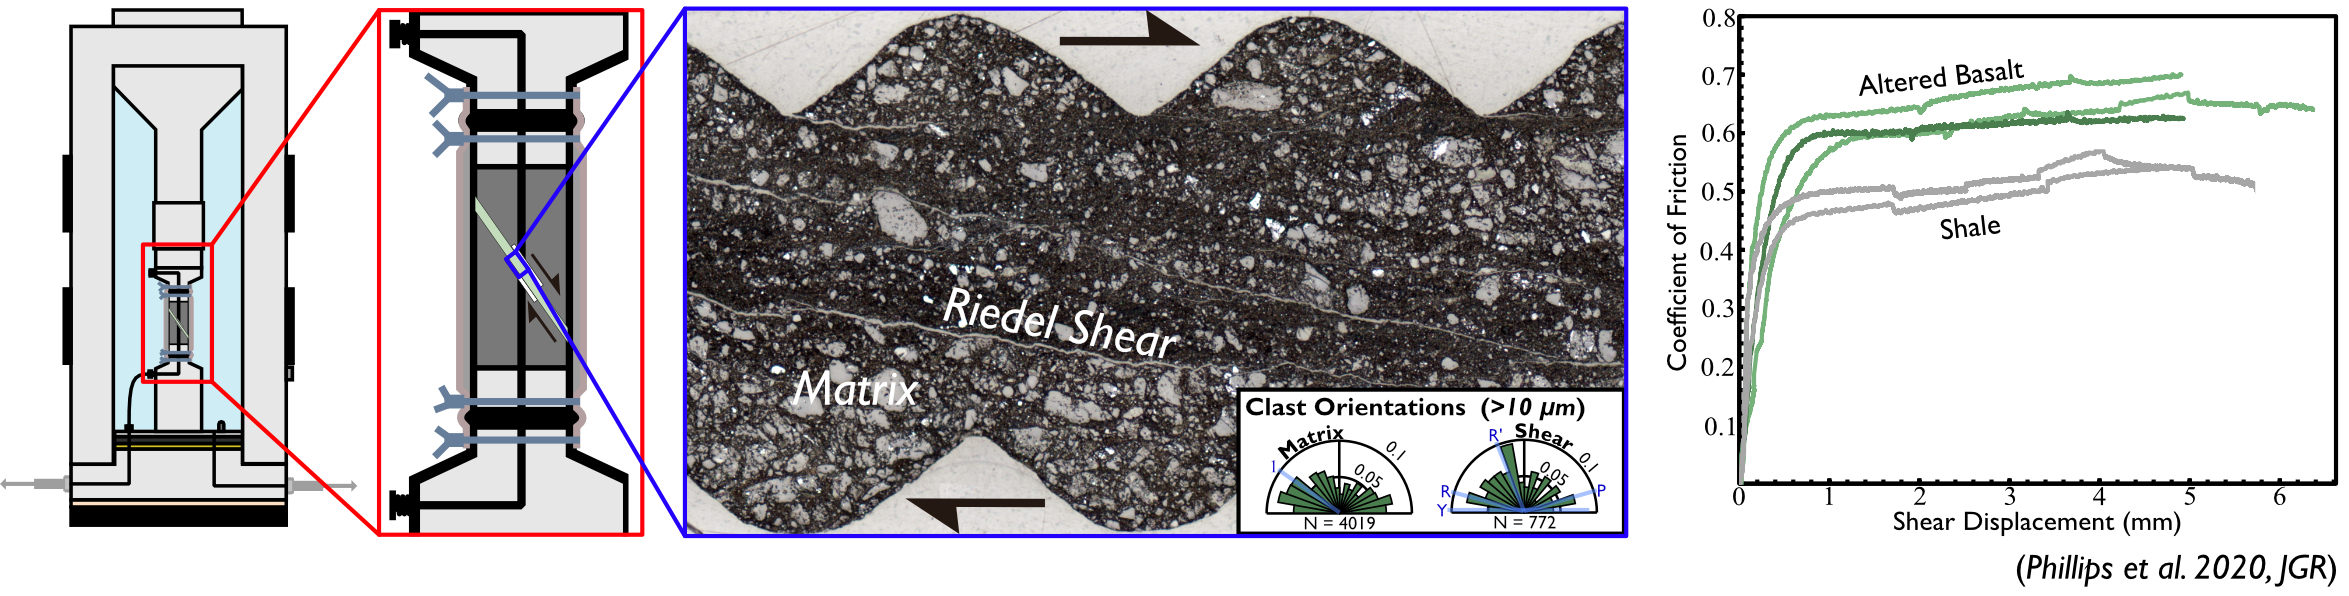 Riedel Shear
Matrix
Clast Orientations (>10 µm)
Matrix
0.1
0.05
1
N = 4019
R'
Shear
0.1
0.05
R
P
Y
N = 772
0.8
0.7
0.6
0.5
0.4
0.3
0.2
0.1
Coefficient of Friction
Altered Basalt
Shale
0 1 2 3 4 5 6
Shear Displacement (mm)
(Phillips et al. 2020, JGR)